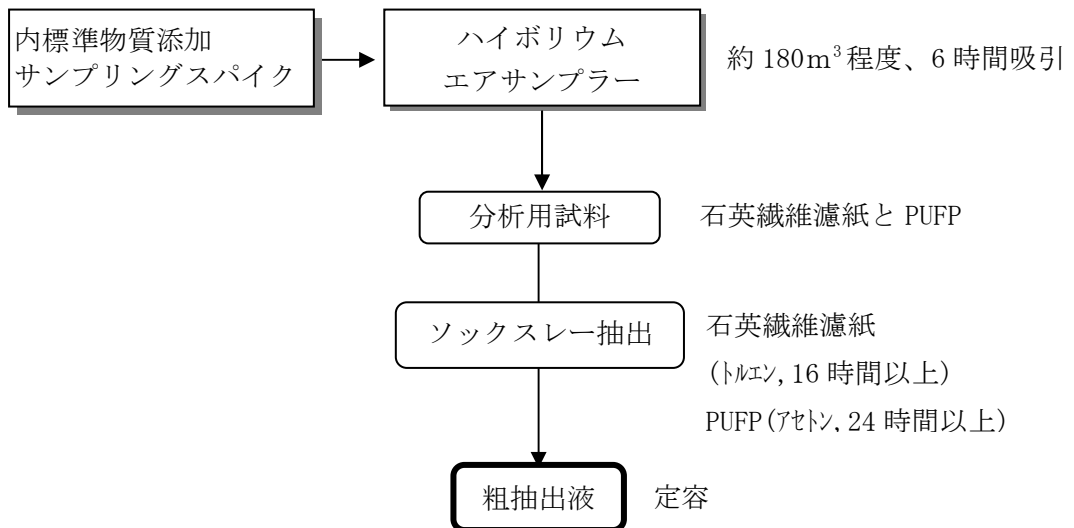 内標準物質添加
サンプリングスパイク
ハイボリウム
エアサンプラー
約 180m³程度、6 時間吸引
分析用試料
石英繊維濾紙と PUFP
ソックスレー抽出
石英繊維濾紙
(ﾄﾙｴﾝ, 16 時間以上)
PUFP(ｱｾﾄﾝ, 24 時間以上)
粗抽出液
定容